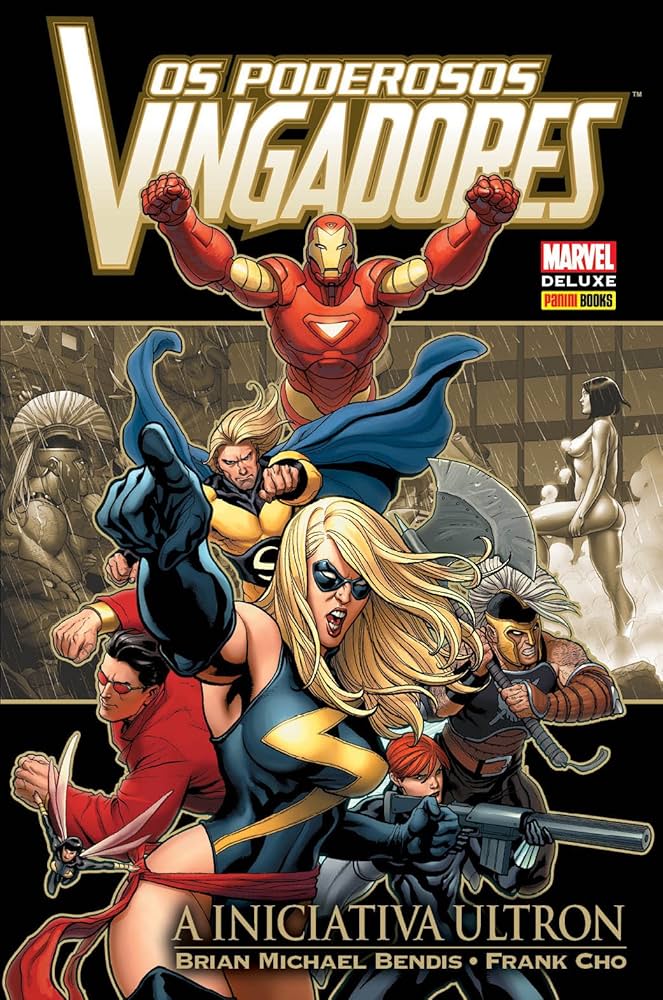 OS PODEROSOS
VINGADORES
™
MARVEL
DELUXE
PANINI BOOKS
S
A INICIATIVA ULTRON
BRIAN MICHAEL BENDIS • FRANK CHO